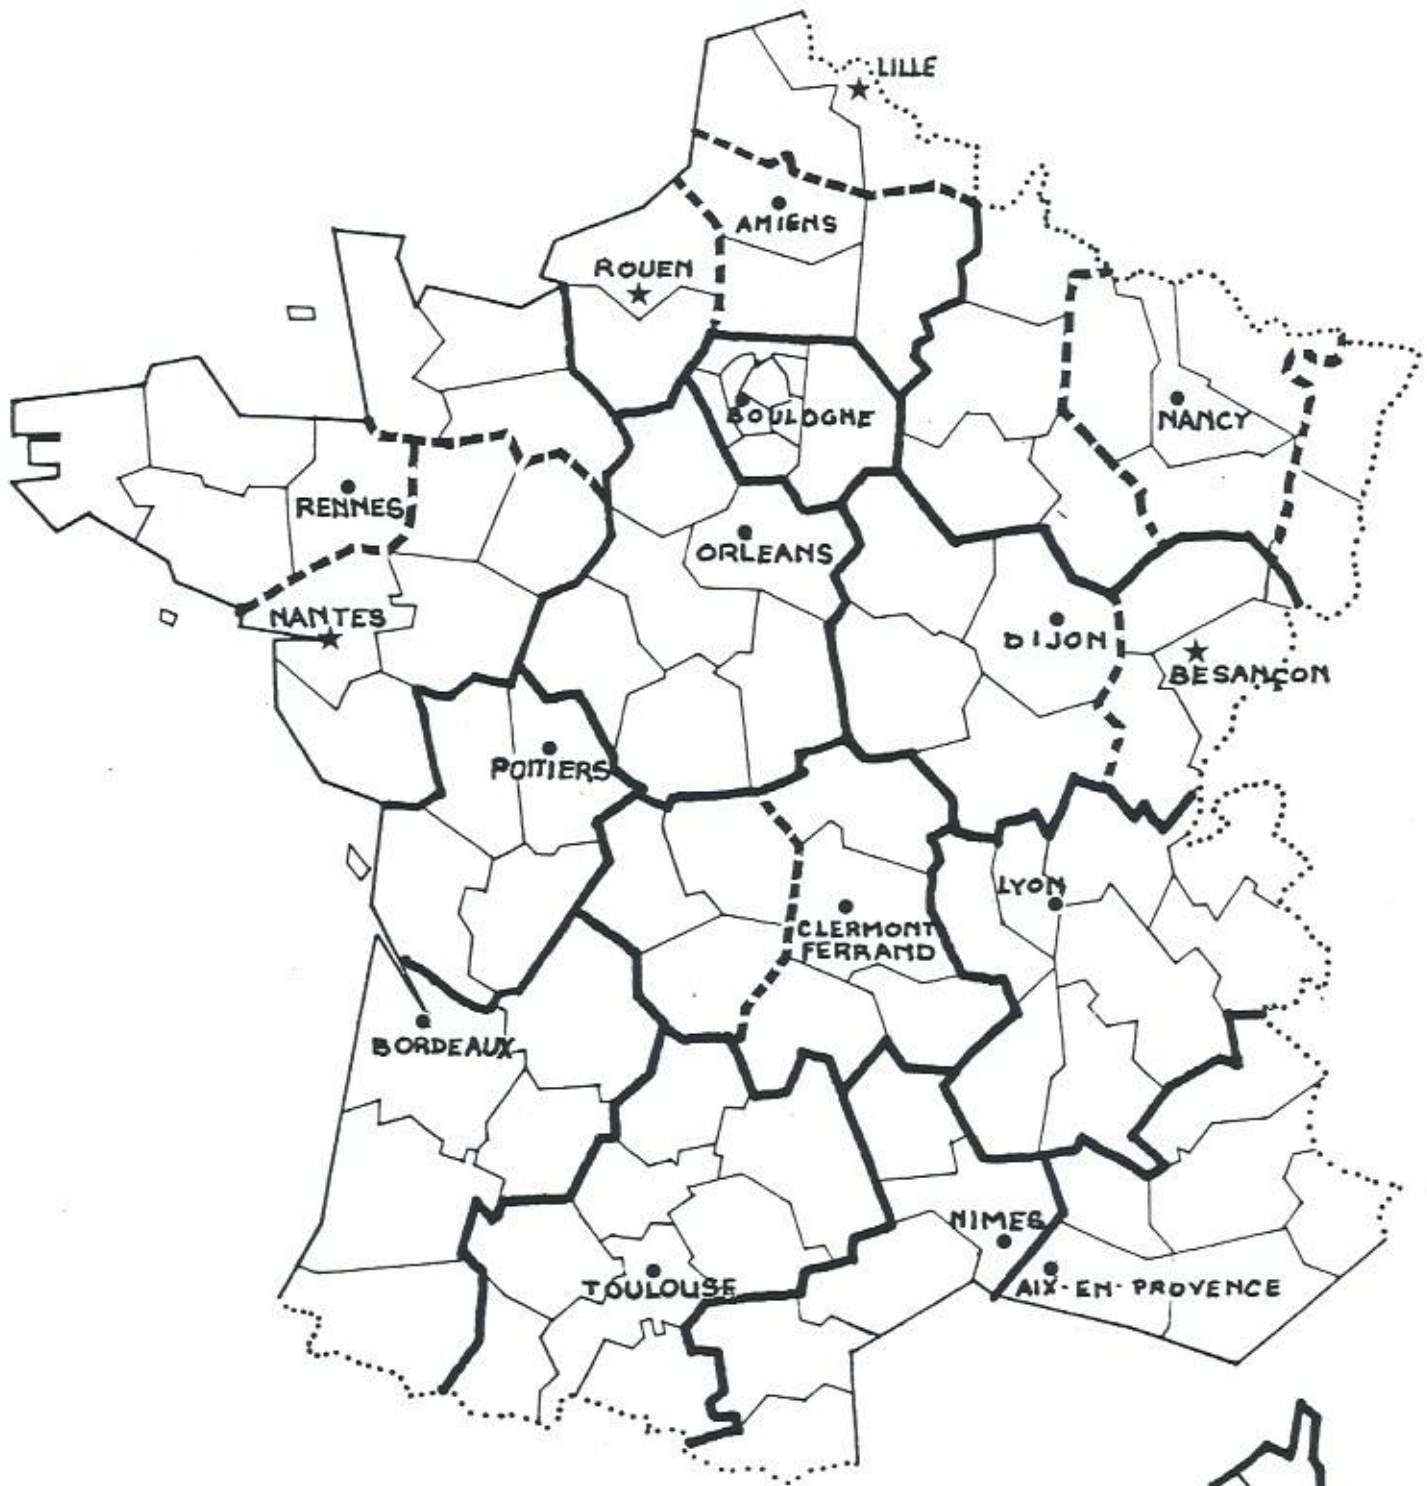 LILLE
AMIENS
ROUEN
BOULOGNE
NANCY
RENNES
ORLEANS
NANTES
DIJON
BESANÇON
POITIERS
LYON
CLERMONT
FERRAND
BORDEAUX
NIMES
TOULOUSE
AIX-EN-PROVENCE